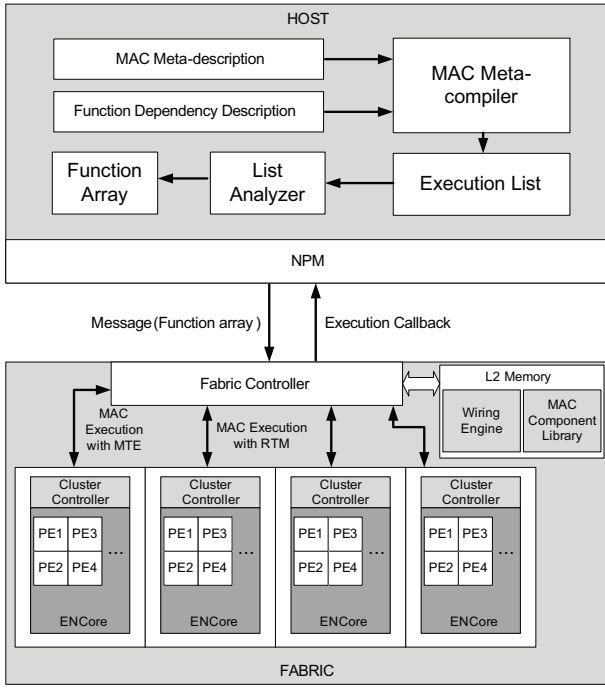 HOST
MAC Meta-description
MAC Meta-
compiler
Function Dependency Description
Function
Array
List
Analyzer
Execution List
NPM
Message(Function array )
Execution Callback
Fabric Controller
L2 Memory
Wiring
Engine
MAC
Component
Library
MAC
Execution
with MTE
MAC Execution
with RTM
Cluster
Controller
Cluster
Controller
Cluster
Controller
Cluster
Controller
PE1 PE3
PE2 PE4
...
ENCore
PE1 PE3
PE2 PE4
...
ENCore
PE1 PE3
PE2 PE4
...
ENCore
PE1 PE3
PE2 PE4
...
ENCore
FABRIC